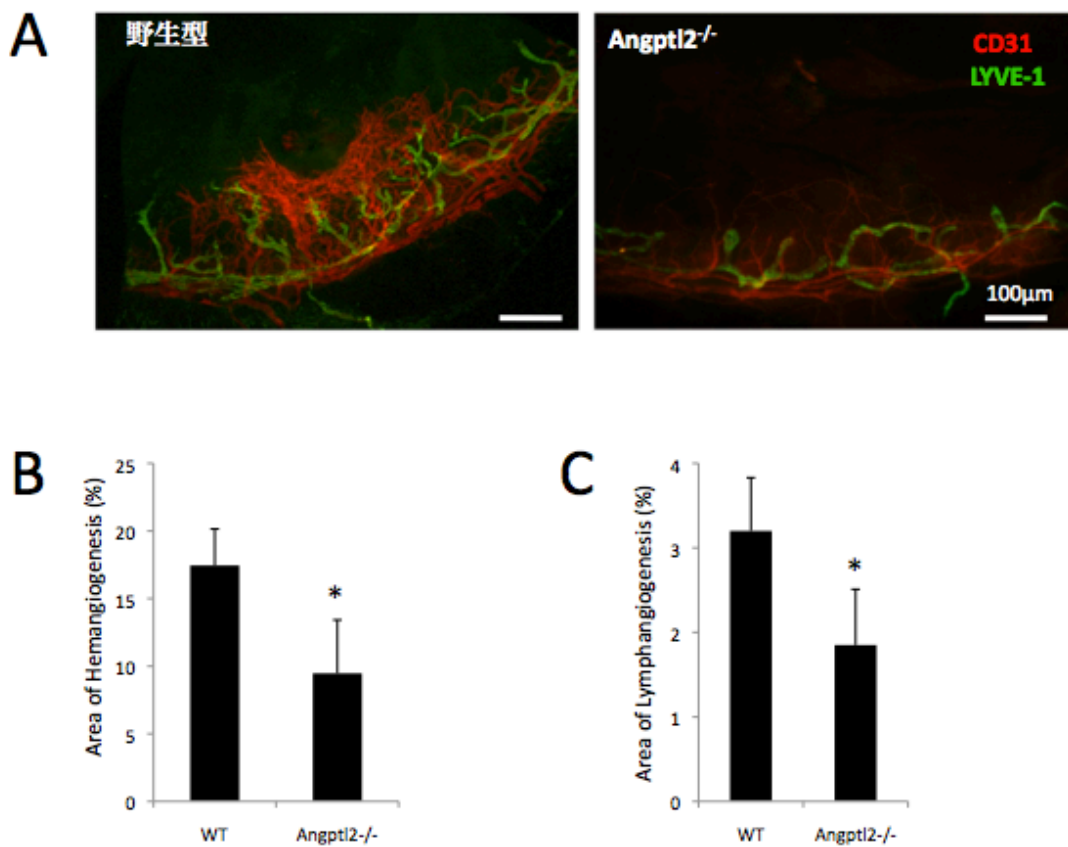 A
野生型
Angptl2-/-
CD31
LYVE-1
100μm
B
Area of Hemangiogenesis (%)
25
20
15
10
5
0
*
WT
Angptl2-/-
C
Area of Lymphangiogenesis (%)
4
3
2
1
0
*
WT
Angptl2-/-